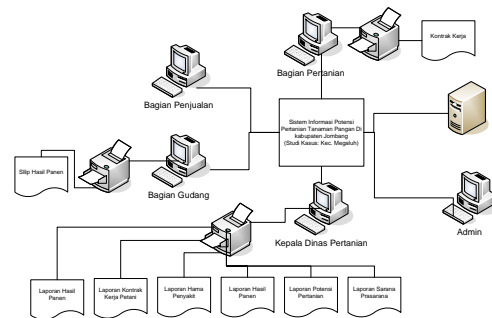 Kontrak Kerja
Bagian Pertanian
Bagian Penjualan
Sistem Informasi Potensi
Pertanian Tanaman Pangan Di
kabupaten Jombang
(Studi Kasus: Kec. Megaluh)
Slip Hasil Panen
Bagian Gudang
Kepala Dinas Pertanian
Admin
Laporan Hasil
Panen
Laporan Kontrak
Kerja Petani
Laporan Hama
Penyakit
Laporan Hasil
Panen
Laporan Potensi
Pertanian
Laporan Sarana
Prasarana